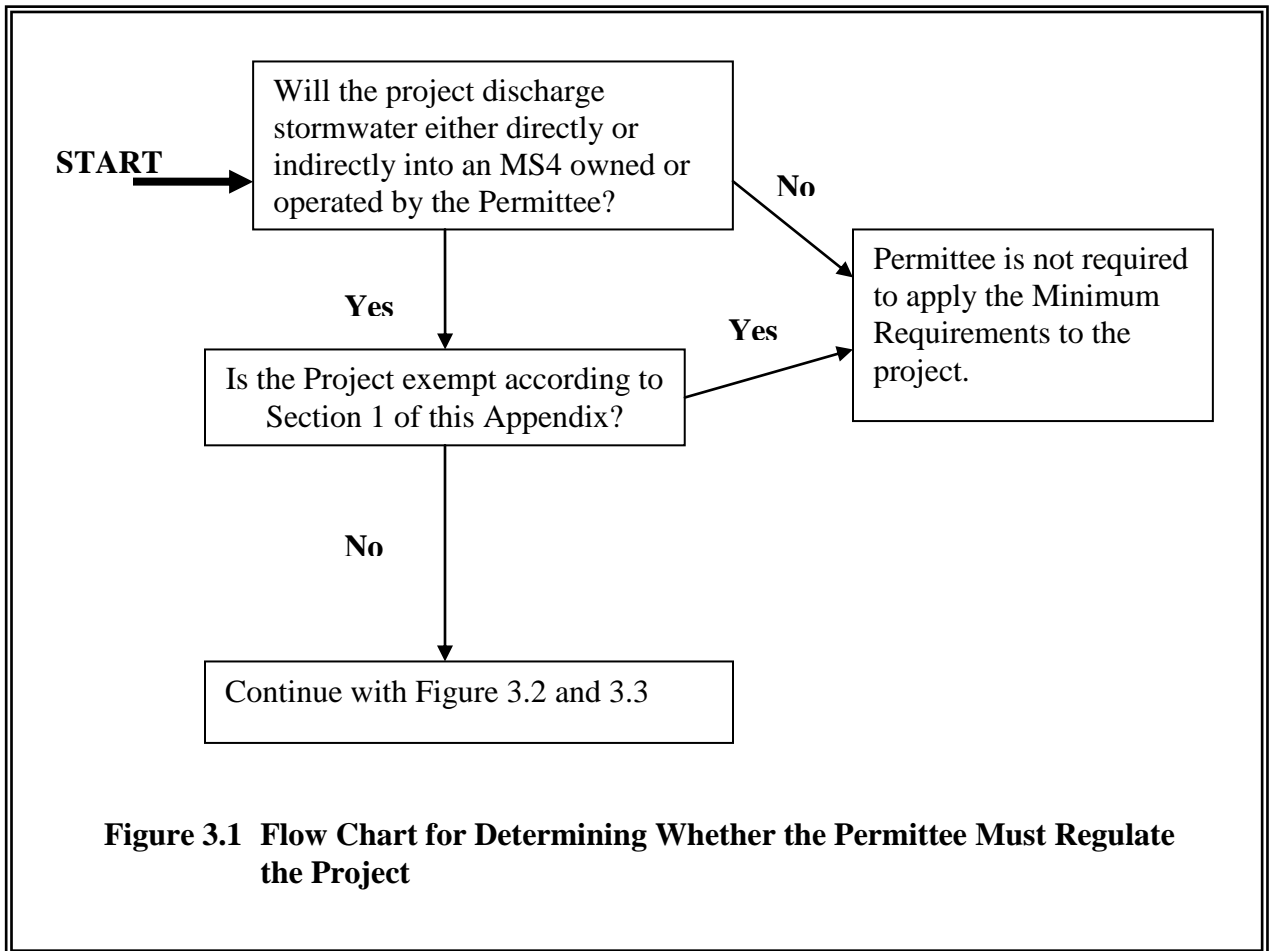 Will the project discharge
stormwater either directly or
indirectly into an MS4 owned or
operated by the Permittee?
START
No
Permittee is not required
to apply the Minimum
Requirements to the
project.
Yes
Yes
Is the Project exempt according to
Section 1 of this Appendix?
No
Continue with Figure 3.2 and 3.3
Figure 3.1 Flow Chart for Determining Whether the Permittee Must Regulate
the Project